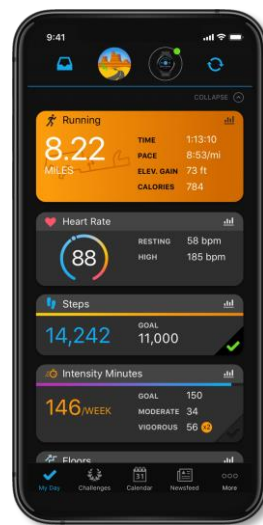 9:41
COLLAPSE
Running
8.22
MILES
TIME 1:13:10
PACE 8:53/mi
ELEV. GAIN 73 ft
CALORIES 784
Heart Rate
88
RESTING 58 bpm
HIGH 185 bpm
Steps
14,242
GOAL
11,000
Intensity Minutes
146/WEEK
GOAL 150
MODERATE 34
VIGOROUS 56 x2
Floors
31
My Day Challenges Calendar Newsfeed More